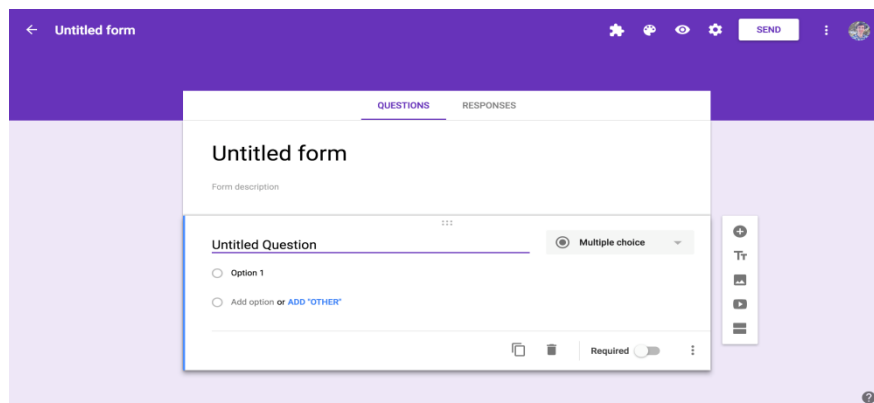 Untitled form
SEND
QUESTIONS RESPONSES
Untitled form
Form description
Untitled Question
Multiple choice
Option 1
Add option or ADD "OTHER"
Tт
Required
?